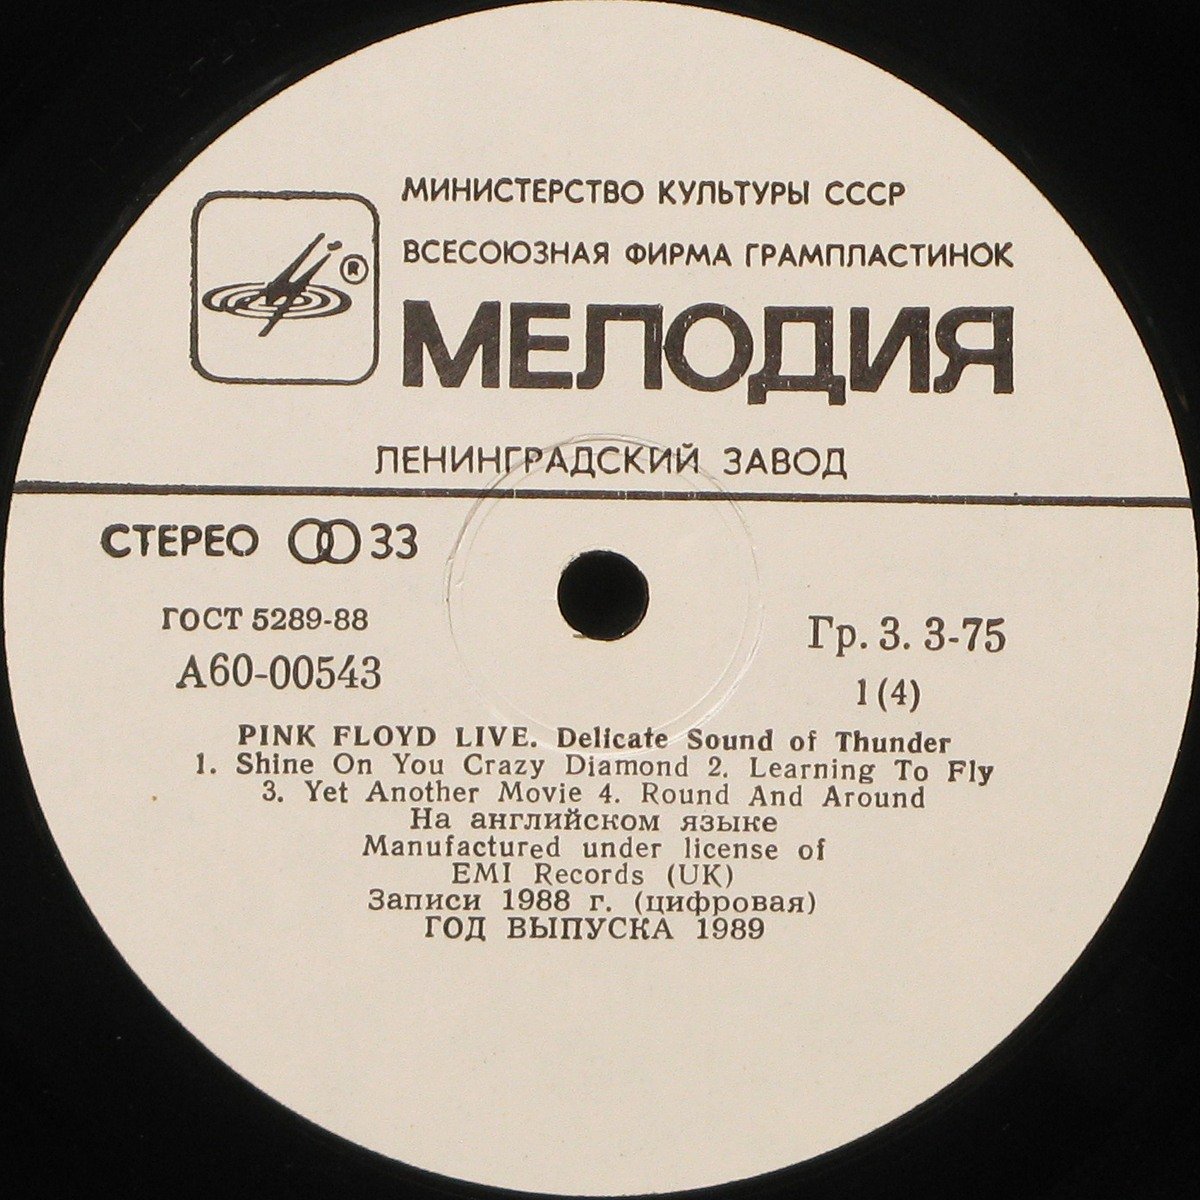 МИНИСТЕРСТВО КУЛЬТУРЫ СССР
ВСЕСОЮЗНАЯ ФИРМА ГРАМПЛАСТИНОК
®
МЕЛОДИЯ
ЛЕНИНГРАДСКИЙ ЗАВОД
СТЕРЕО 33
ГОСТ 5289-88
А60-00543
Гр. 3. 3-75
1 (4)
PINK FLOYD LIVE. Delicate Sound of Thunder
1. Shine On You Crazy Diamond 2. Learning To Fly
3. Yet Another Movie 4. Round And Around
На английском языке
Manufactured under license of
EMI Records (UK)
Записи 1988 г. (цифровая)
ГОД ВЫПУСКА 1989